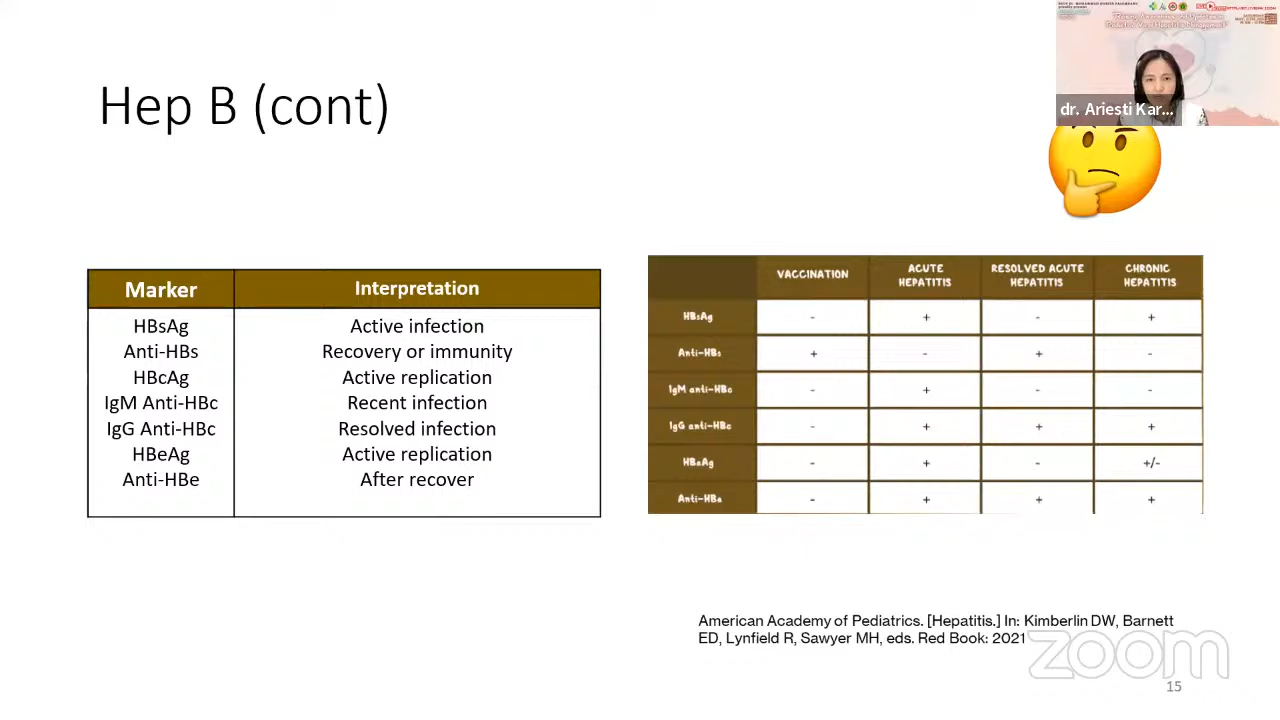 Hep B (cont)
dr. Ariesti Kar...
Marker Interpretation
HBsAg Active infection
Anti-HBs Recovery or immunity
HBcAg Active replication
IgM Anti-HBc Recent infection
IgG Anti-HBc Resolved infection
HBeAg Active replication
Anti-HBe After recover
VACCINATION ACUTE HEPATITIS RESOLVED ACUTE HEPATITIS CHRONIC HEPATITIS
HBsAg - + - +
Anti-HBs + - + -
IgM anti-HBc - + - -
IgG anti-HBc - + + +
HBeAg - + - +/-
Anti-HBe - + + +
American Academy of Pediatrics. [Hepatitis.] In: Kimberlin DW, Barnett
ED, Lynfield R, Sawyer MH, eds. Red Book: 2021
zoom
15